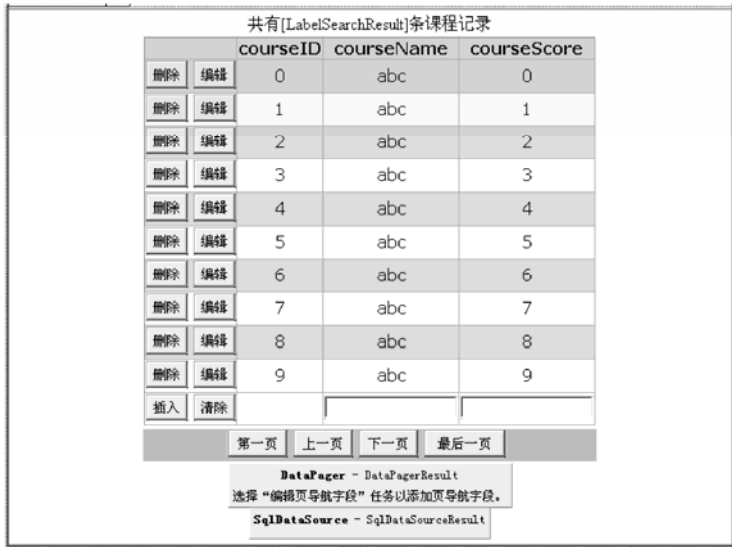 共有[LabelSearchResult]条课程记录
courseID courseName courseScore
删除 编辑 0 abc 0
删除 编辑 1 abc 1
删除 编辑 2 abc 2
删除 编辑 3 abc 3
删除 编辑 4 abc 4
删除 编辑 5 abc 5
删除 编辑 6 abc 6
删除 编辑 7 abc 7
删除 编辑 8 abc 8
删除 编辑 9 abc 9
插入 清除
第一页 上一页 下一页 最后一页
DataPager - DataPagerResult
选择“编辑页导航字段”任务以添加页导航字段。
SqlDataSource - SqlDataSourceResult